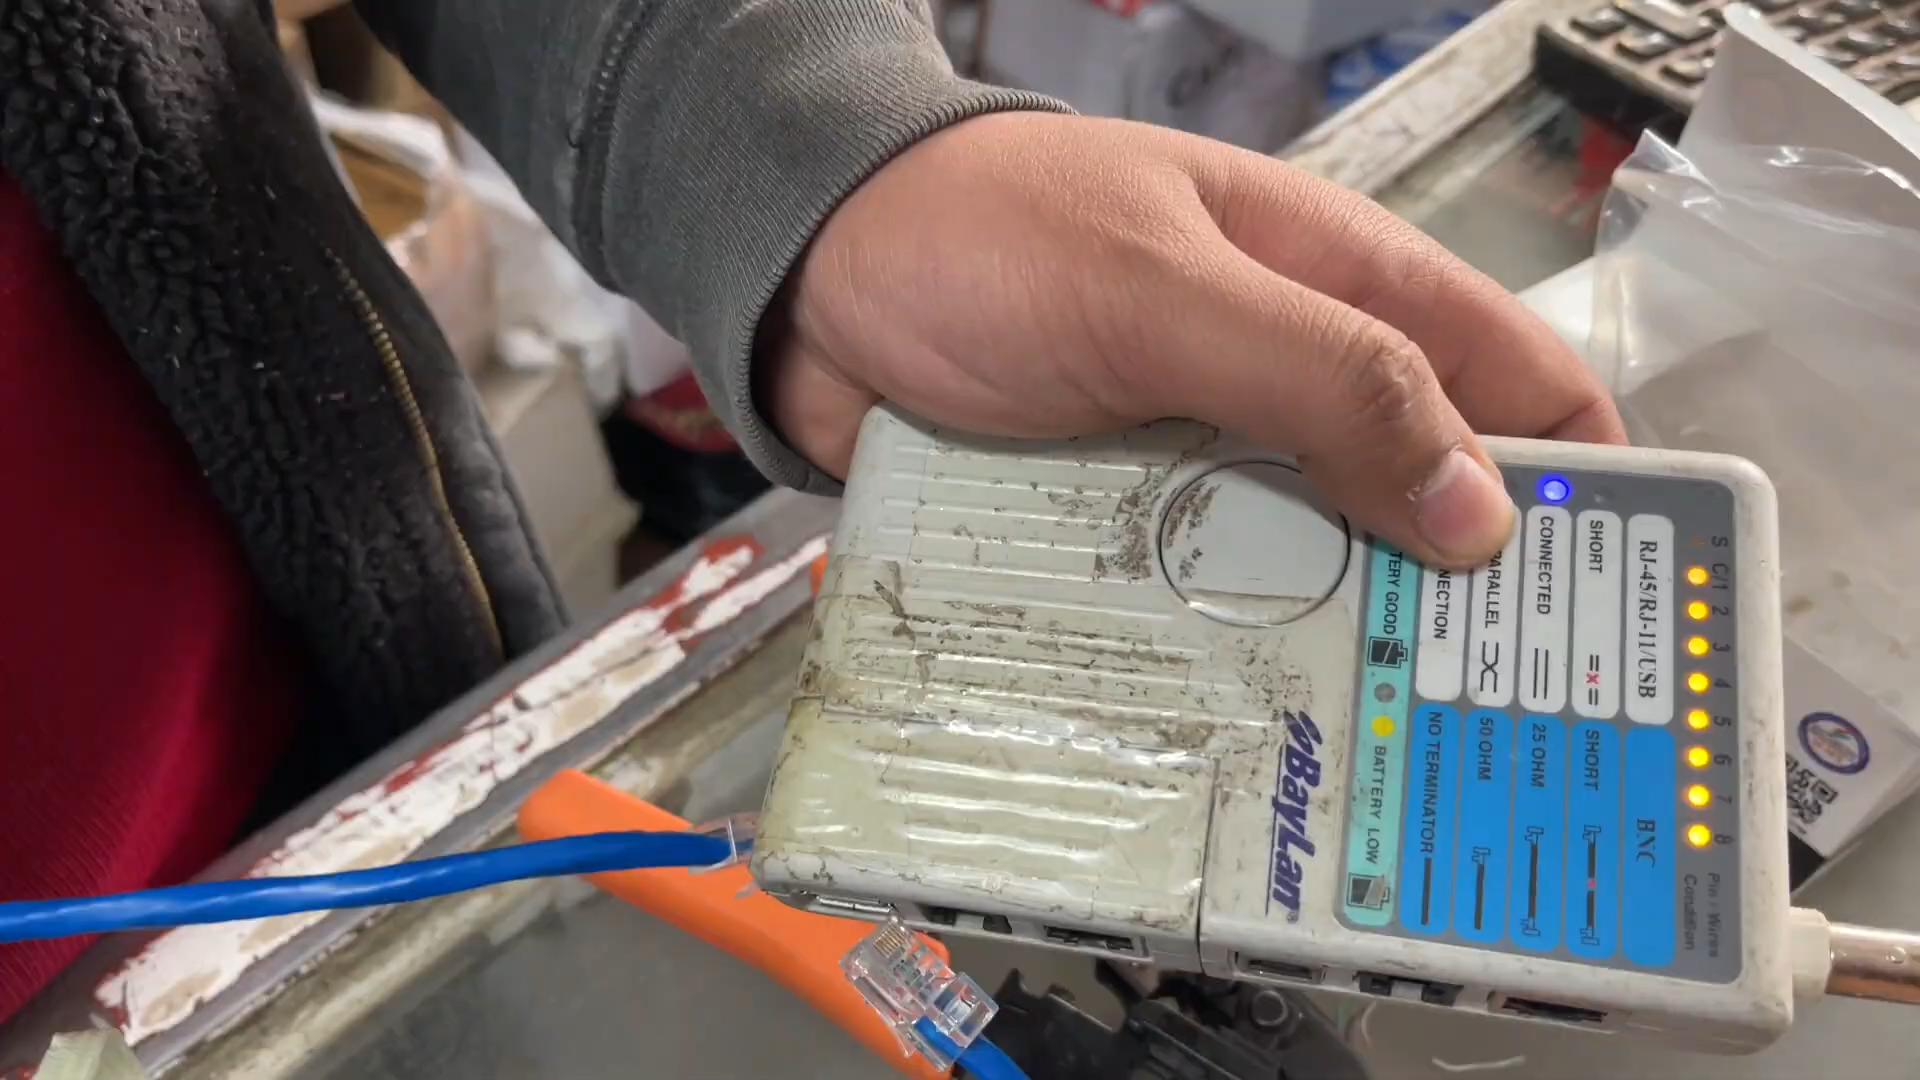 S C/1 2 3 4 5 6 7 8 Pin / Wires
Condition
RJ-45/RJ-11/USB BNC
SHORT =x= SHORT
CONNECTED 25 OHM
PARALLEL 50 OHM
NECTION NO TERMINATOR
TERY GOOD BATTERY LOW
BayLan®